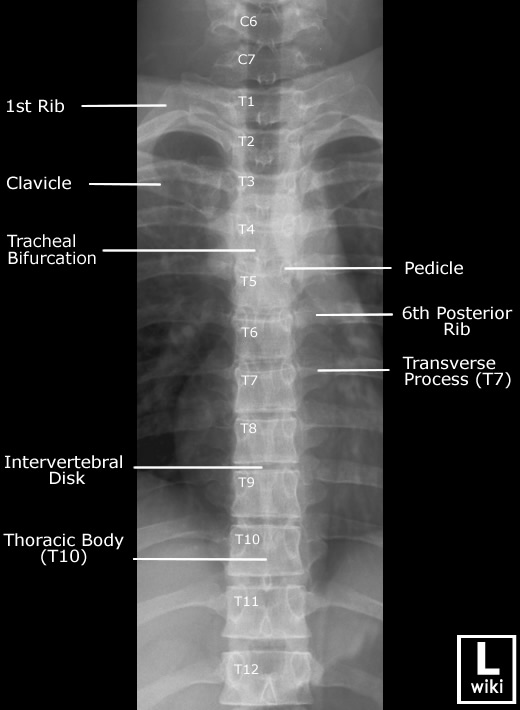 C6
C7
T1
1st Rib
T2
Clavicle
T3
T4
Tracheal
Bifurcation
Pedicle
T5
6th Posterior
Rib
T6
Transverse
Process (T7)
T7
T8
Intervertebral
Disk
T9
Thoracic Body
(T10)
T10
T11
T12
L
wiki